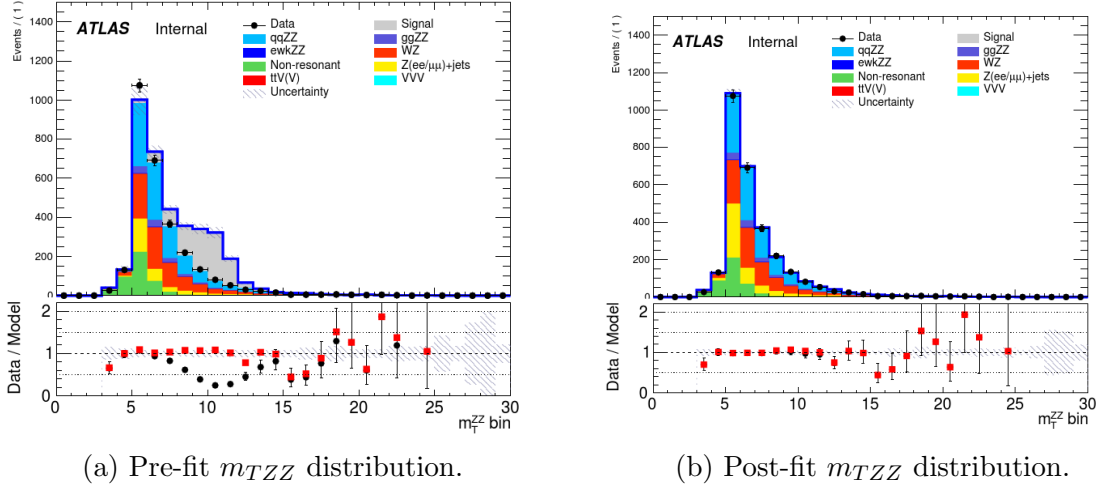 Events / ( 1 )
1400
1200
1000
800
600
400
200
0
ATLAS Internal
Data
Signal
qqZZ
ggZZ
ewkZZ
WZ
Non-resonant
Z(ee/μμ)+jets
ttV(V)
VVV
Uncertainty
Data / Model
2
1
0
0 5 10 15 20 25 30
m_T^ZZ bin
(a) Pre-fit m_TZZ distribution.
Events / ( 1 )
1400
1200
1000
800
600
400
200
0
ATLAS Internal
Data
Signal
qqZZ
ggZZ
ewkZZ
WZ
Non-resonant
Z(ee/μμ)+jets
ttV(V)
VVV
Uncertainty
Data / Model
2
1
0
0 5 10 15 20 25 30
m_T^ZZ bin
(b) Post-fit m_TZZ distribution.